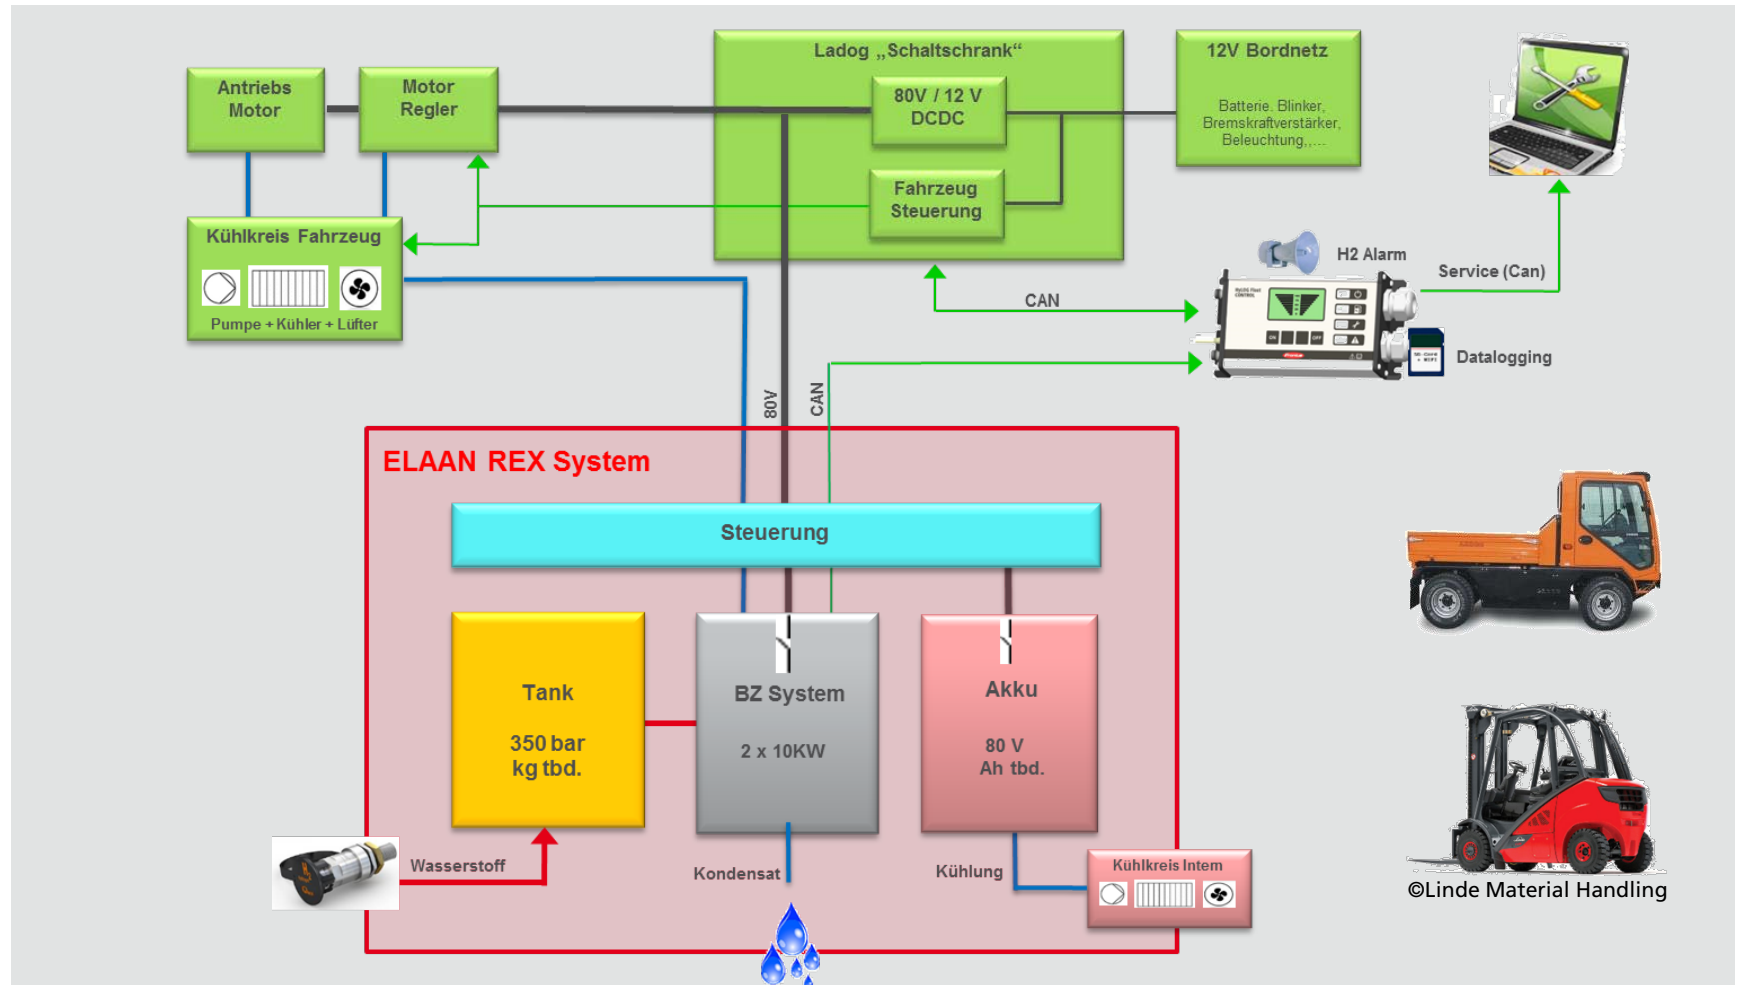 Ladog „Schaltschrank“
12V Bordnetz
Antriebs
Motor
Motor
Regler
80V / 12 V
DCDC
Batterie. Blinker,
Bremskraftverstärker,
Beleuchtung,,...
Fahrzeug
Steuerung
Kühlkreis Fahrzeug
Pumpe + Kühler + Lüfter
H2 Alarm
Service (Can)
CAN
ON
OFF
Datalogging
80V
CAN
ELAAN REX System
Steuerung
Tank
350 bar
kg tbd.
BZ System
2 x 10KW
Akku
80 V
Ah tbd.
Wasserstoff
Kondensat
Kühlung
Kühlkreis Intern
©Linde Material Handling